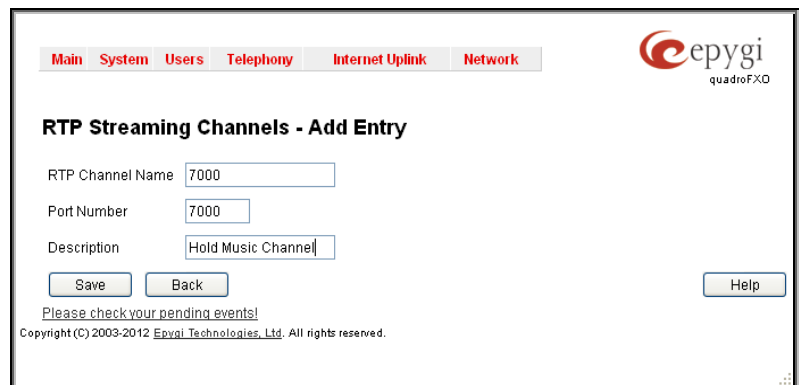 Main System Users Telephony Internet Uplink Network
epygi
quadroFXO
RTP Streaming Channels - Add Entry
RTP Channel Name 7000
Port Number 7000
Description Hold Music Channel
Save Back Help
Please check your pending events!
Copyright (C) 2003-2012 Epygi Technologies, Ltd. All rights reserved.